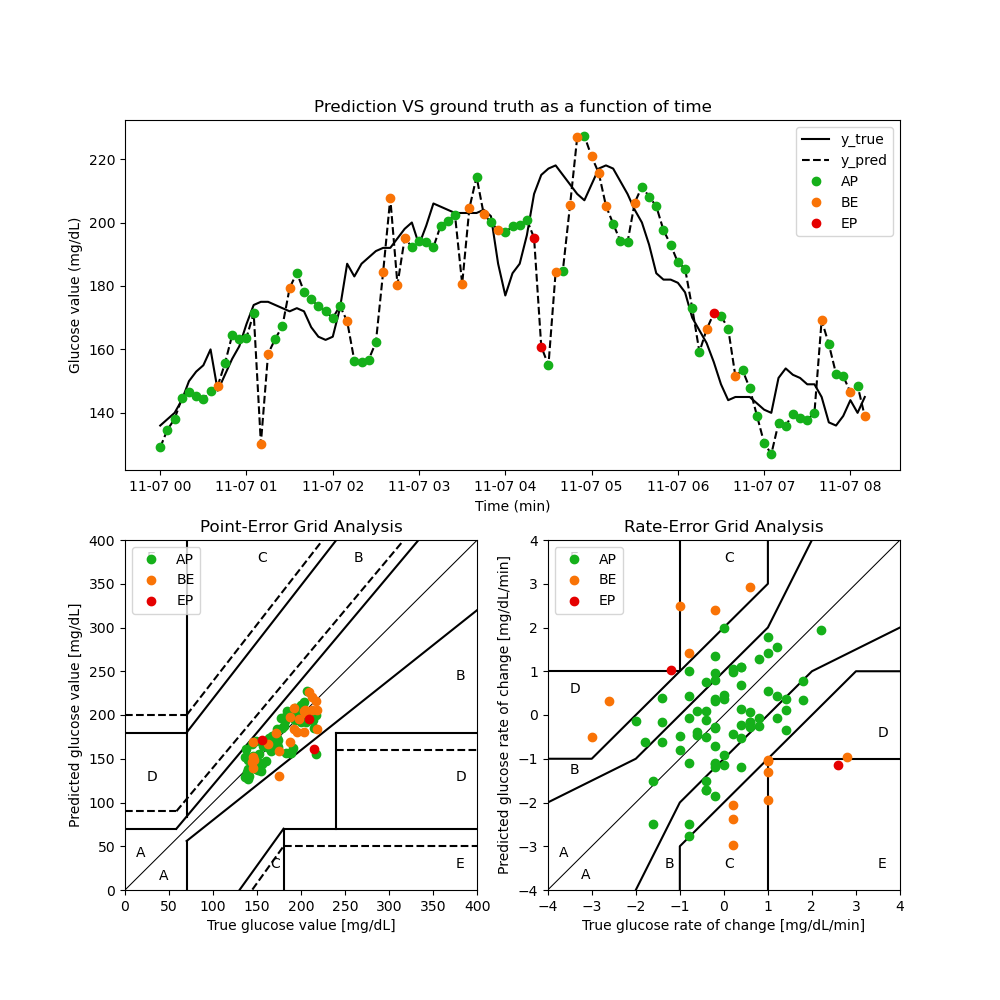 Prediction VS ground truth as a function of time
Glucose value (mg/dL)
220
200
180
160
140
y_true
y_pred
AP
BE
EP
11-07 00 11-07 01 11-07 02 11-07 03 11-07 04 11-07 05 11-07 06 11-07 07 11-07 08
Time (min)
Point-Error Grid Analysis
Predicted glucose value [mg/dL]
400
350
300
250
200
150
100
50
0
AP
BE
EP
C
B
B
D
D
A
A
C
E
0 50 100 150 200 250 300 350 400
True glucose value [mg/dL]
Rate-Error Grid Analysis
Predicted glucose rate of change [mg/dL/min]
4
3
2
1
0
−1
−2
−3
−4
AP
BE
EP
C
D
D
B
A
A
B
C
E
−4 −3 −2 −1 0 1 2 3 4
True glucose rate of change [mg/dL/min]